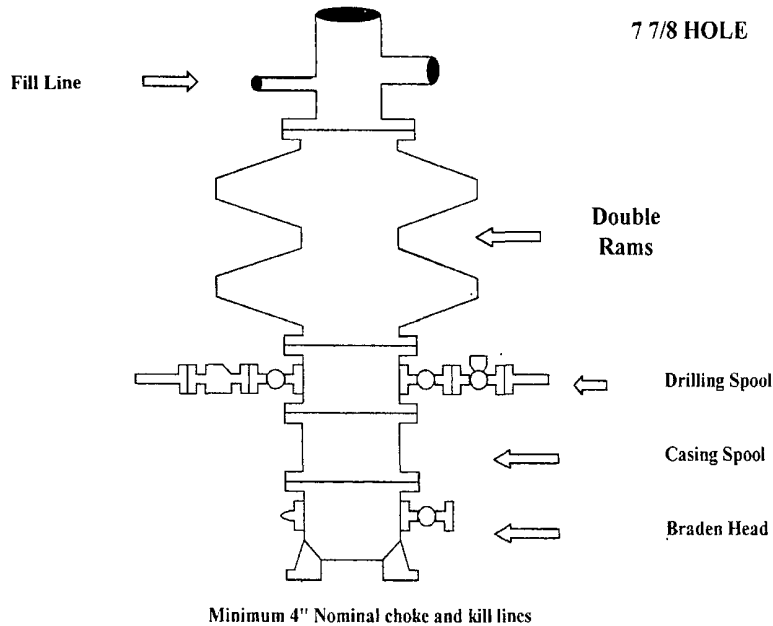 7 7/8 HOLE
Fill Line
Double
Rams
Drilling Spool
Casing Spool
Braden Head
Minimum 4" Nominal choke and kill lines